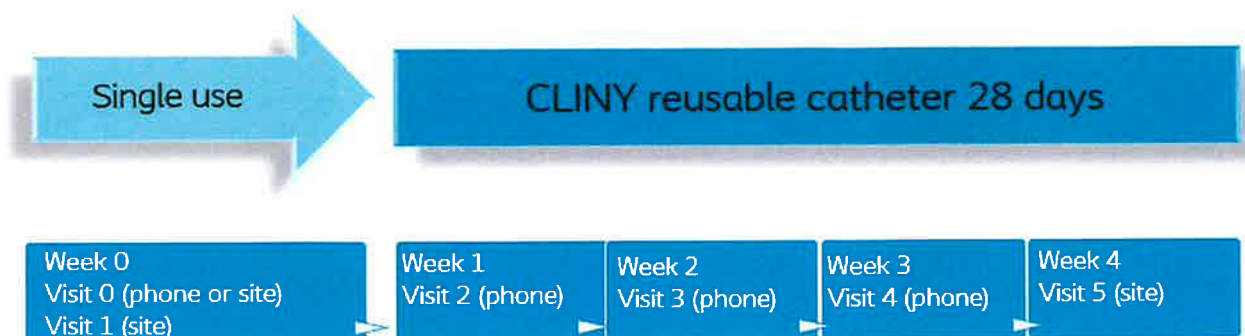 Single use
CLINY reusable catheter 28 days
Week 0
Visit 0 (phone or site)
Visit 1 (site)
Week 1
Visit 2 (phone)
Week 2
Visit 3 (phone)
Week 3
Visit 4 (phone)
Week 4
Visit 5 (site)